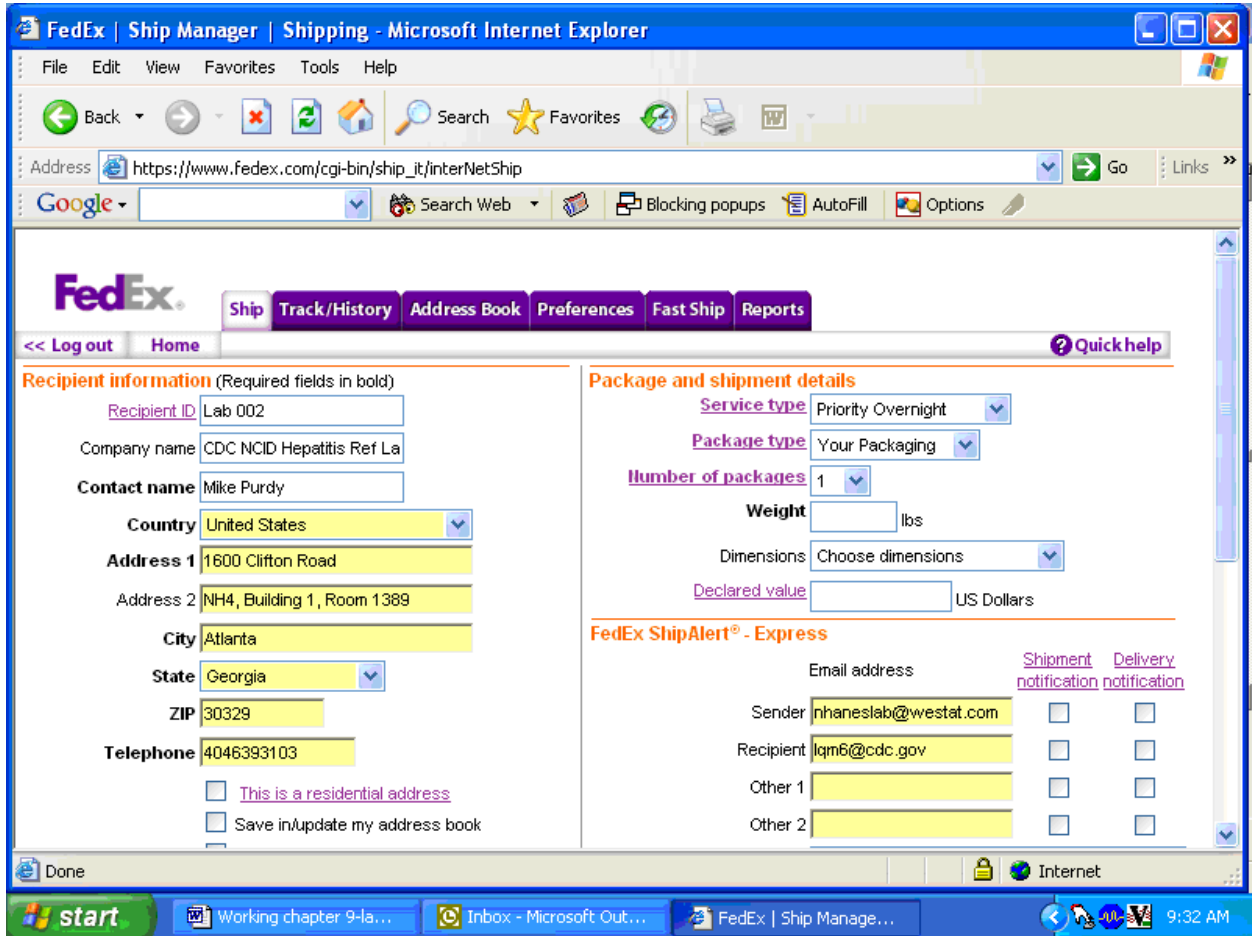 FedEx | Ship Manager | Shipping - Microsoft Internet Explorer
File Edit View Favorites Tools Help
Back Search Favorites
Address https://www.fedex.com/cgi-bin/ship_it/interNetShip Go Links »
Google Search Web Blocking popups AutoFill Options
FedEx® Ship Track/History Address Book Preferences Fast Ship Reports
<< Log out Home Quick help
Recipient information (Required fields in bold)
Recipient ID Lab 002
Company name CDC NCID Hepatitis Ref La
Contact name Mike Purdy
Country United States
Address 1 1600 Clifton Road
Address 2 NH4, Building 1, Room 1389
City Atlanta
State Georgia
ZIP 30329
Telephone 4046393103
This is a residential address
Save in/update my address book
Package and shipment details
Service type Priority Overnight
Package type Your Packaging
Number of packages 1
Weight lbs
Dimensions Choose dimensions
Declared value US Dollars
FedEx ShipAlert® - Express
Email address Shipment notification Delivery notification
Sender nhaneslab@westat.com
Recipient lqm6@cdc.gov
Other 1
Other 2
Done Internet
start Working chapter 9-la... Inbox - Microsoft Out... FedEx | Ship Manage... 9:32 AM